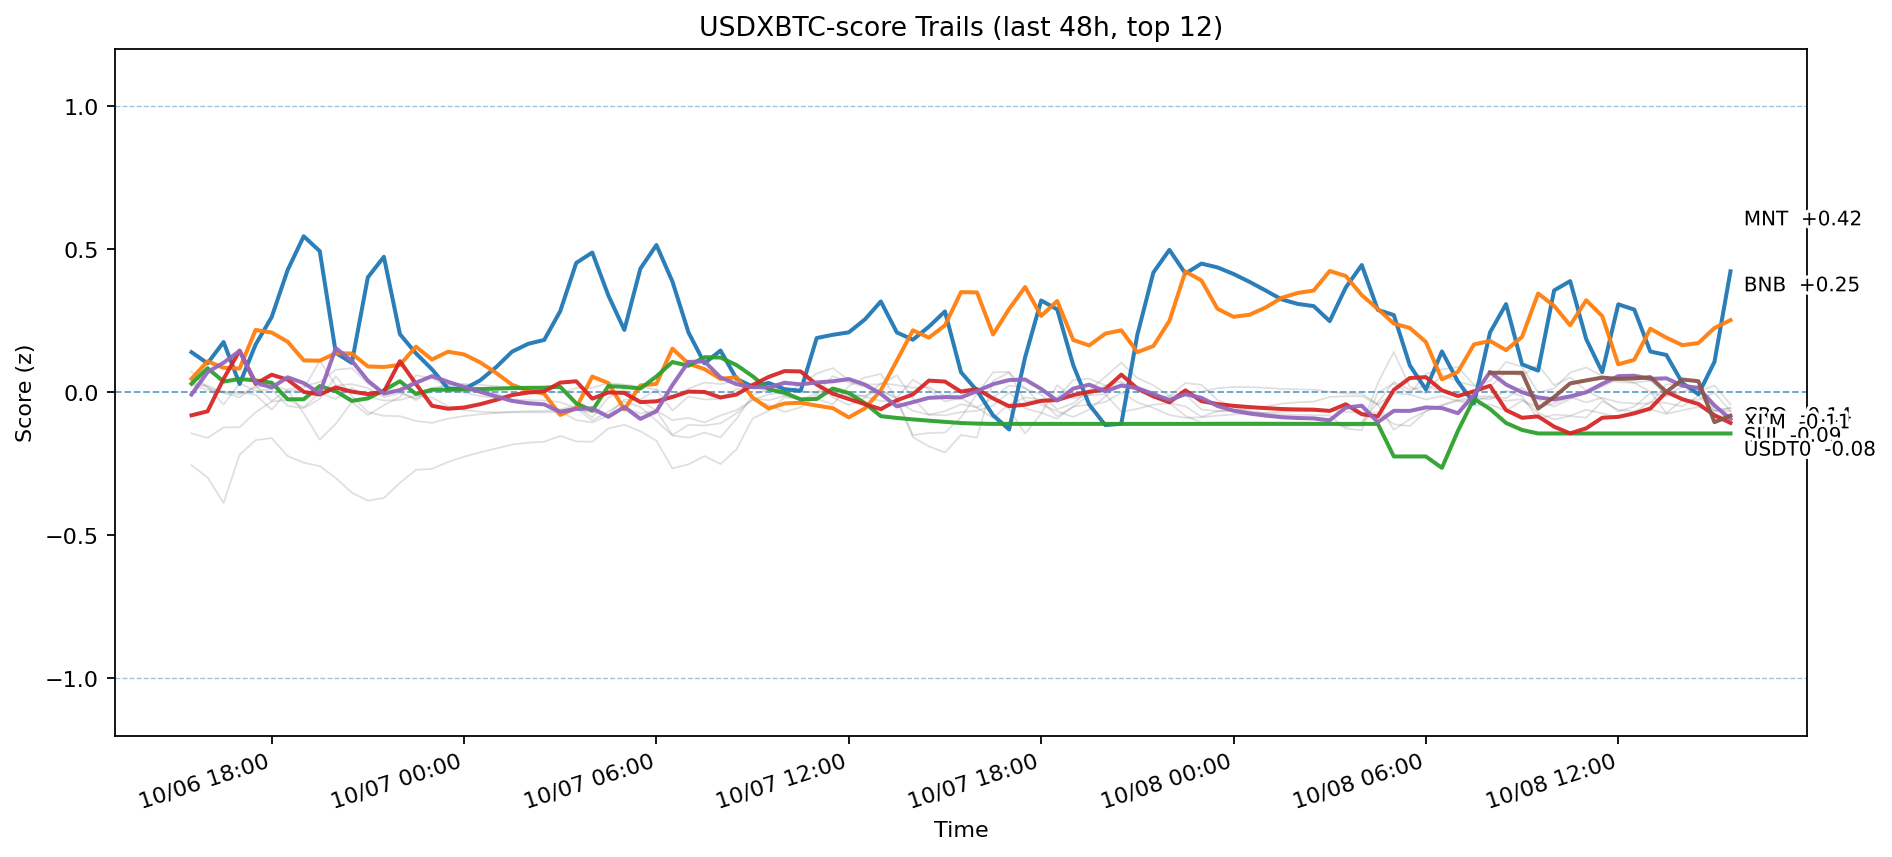 USDXBTC-score Trails (last 48h, top 12)
Score (z)
1.0
0.5
0.0
−0.5
−1.0
MNT +0.42
BNB +0.25
XLM -0.11
USDT0 -0.08
10/06 18:00
10/07 00:00
10/07 06:00
10/07 12:00
10/07 18:00
10/08 00:00
10/08 06:00
10/08 12:00
Time